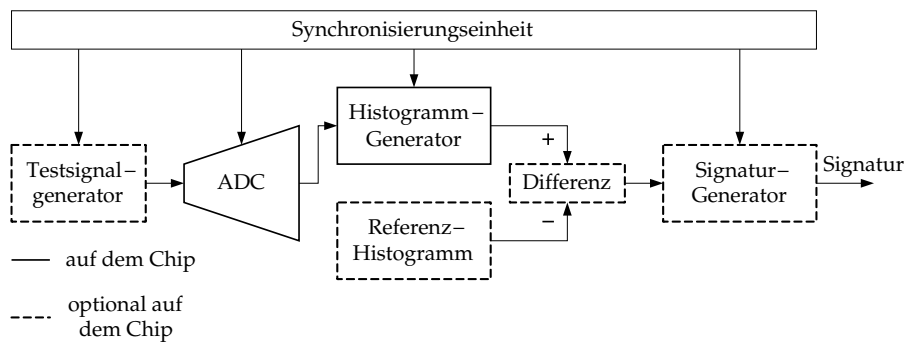 Synchronisierungseinheit
Histogramm–
Generator
Testsignal–
generator
ADC
+
Differenz
–
Signatur–
Generator
Signatur
Referenz–
Histogramm
auf dem Chip
optional auf
dem Chip